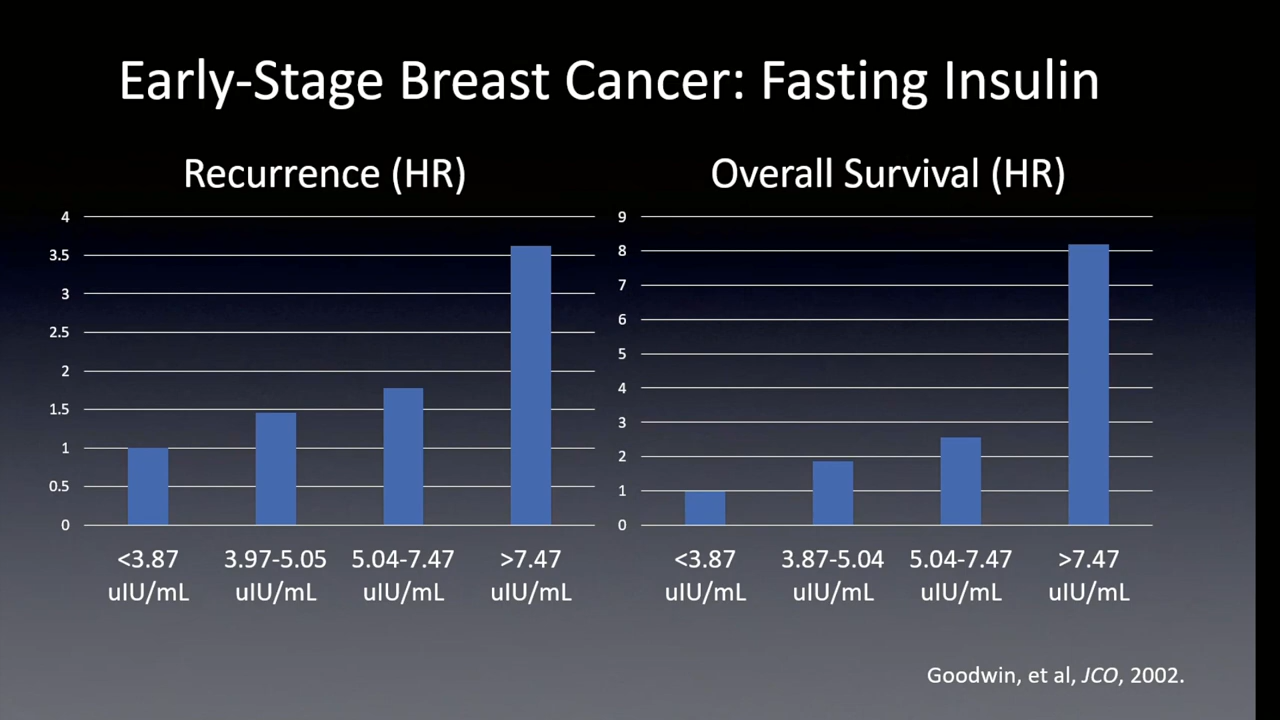 Early-Stage Breast Cancer: Fasting Insulin
Recurrence (HR)
4
3.5
3
2.5
2
1.5
1
0.5
0
<3.87
uIU/mL
3.97-5.05
uIU/mL
5.04-7.47
uIU/mL
>7.47
uIU/mL
Overall Survival (HR)
9
8
7
6
5
4
3
2
1
0
<3.87
uIU/mL
3.87-5.04
uIU/mL
5.04-7.47
uIU/mL
>7.47
uIU/mL
Goodwin, et al, JCO, 2002.